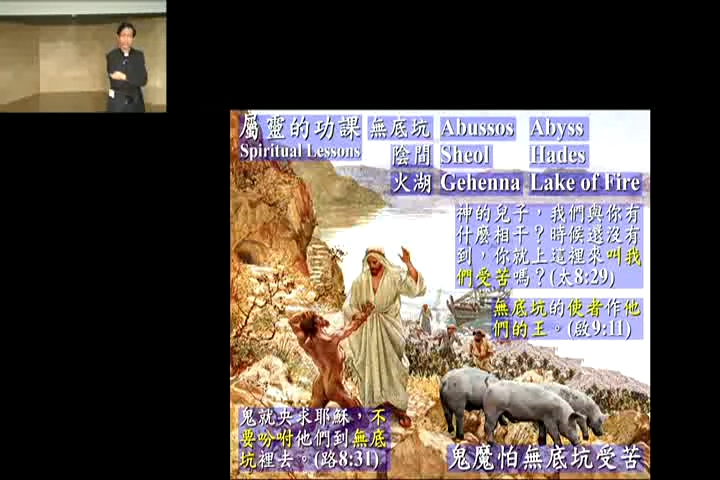 屬靈的功課 無底坑 Abussos Abyss
Spiritual Lessons 陰間 Sheol Hades
火湖 Gehenna Lake of Fire
神的兒子，我們與你有
什麼相干？時候還沒有
到，你就上這裡來叫我
們受苦嗎？(太8:29)
無底坑的使者作他
們的王。(啟9:11)
鬼就央求耶穌，不
要吩咐他們到無底
坑裡去。(路8:31)
鬼魔怕無底坑受苦